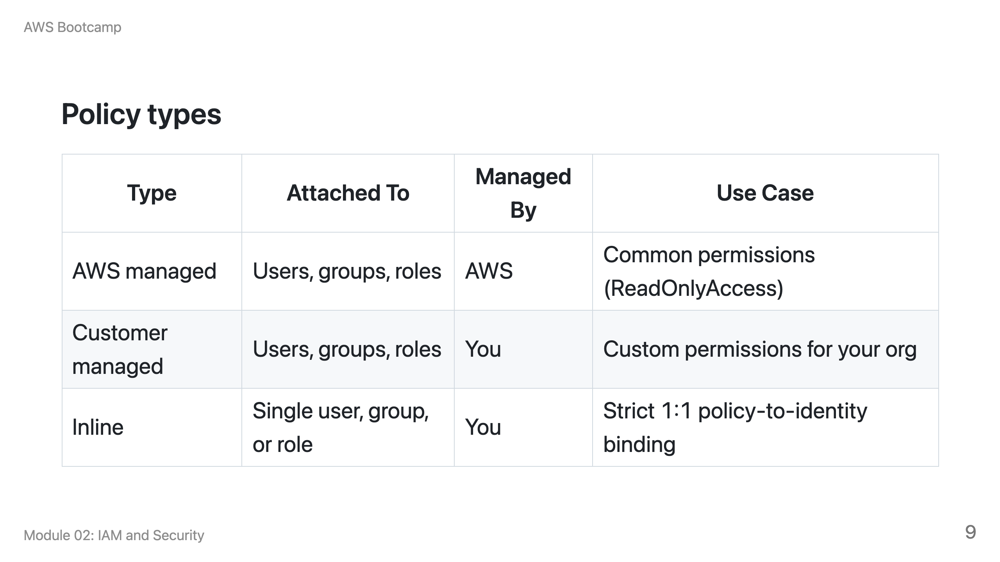 AWS Bootcamp
Policy types
Type
Attached To
Managed
By
Use Case
AWS managed
Users, groups, roles
AWS
Common permissions
(ReadOnlyAccess)
Customer
managed
Users, groups, roles
You
Custom permissions for your org
Inline
Single user, group,
or role
You
Strict 1:1 policy-to-identity
binding
Module 02: IAM and Security
9